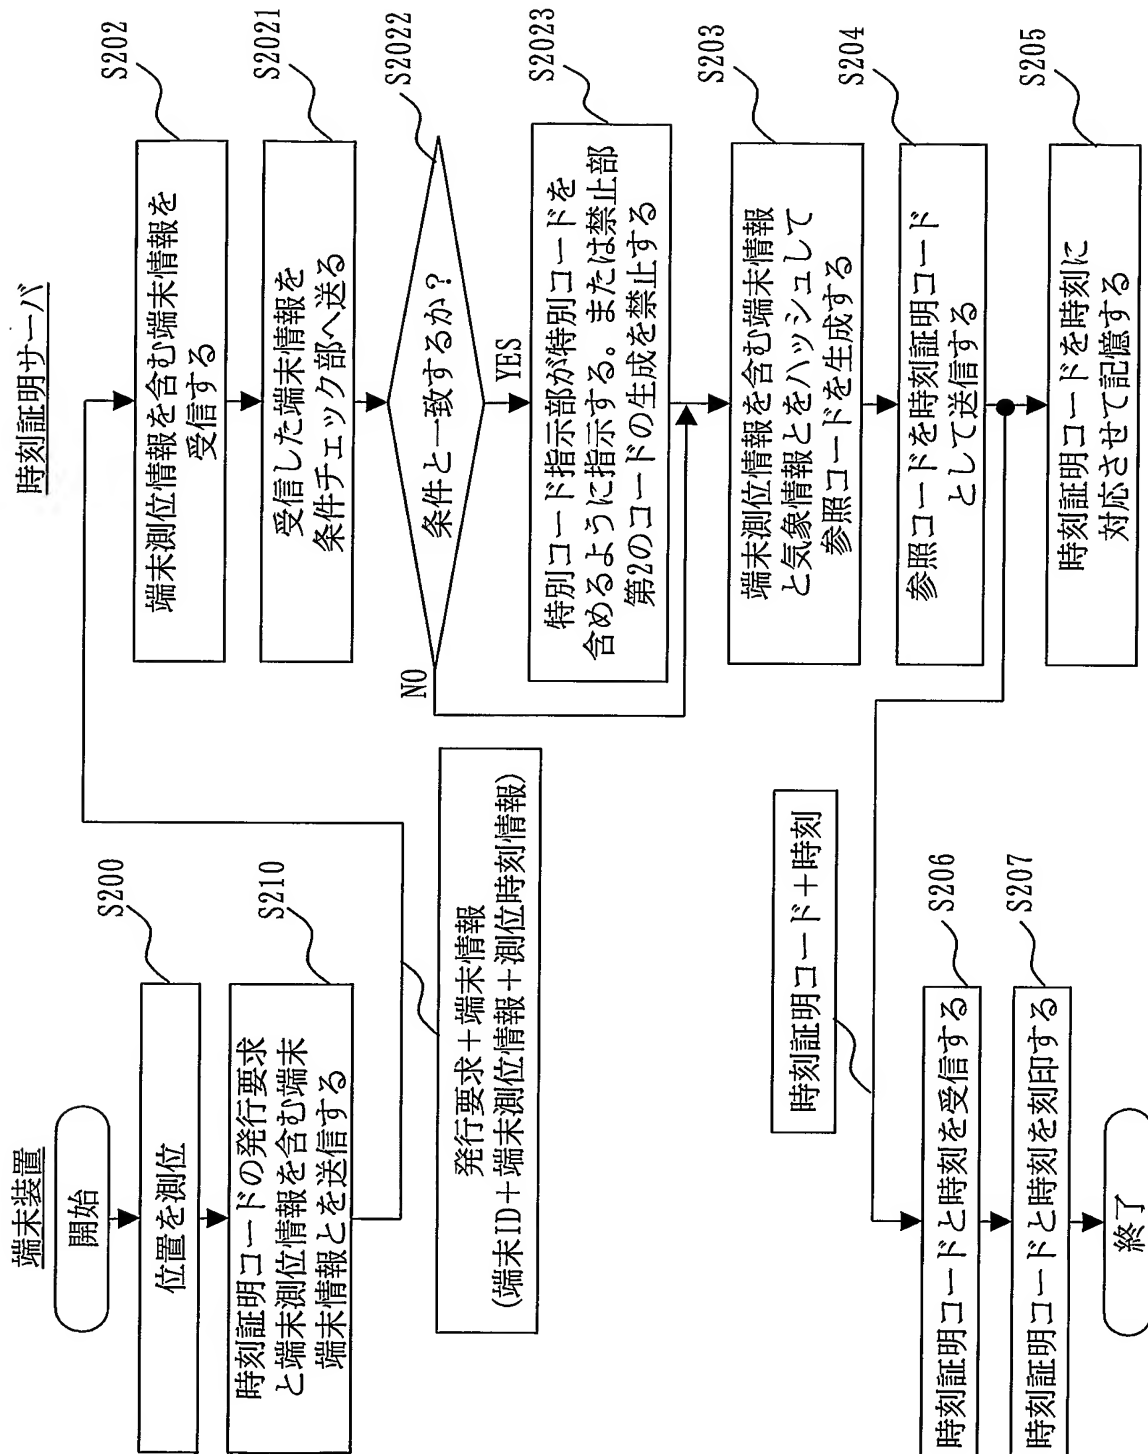 端末装置
開始
位置を測位
S200
時刻証明コードの発行要求
と端末測位情報を含む端末
端末情報とを送信する
S210
発行要求＋端末情報
(端末ID＋端末測位情報＋測位時刻情報)
時刻証明サーバ
端末測位情報を含む端末情報を
受信する
S202
受信した端末情報を
条件チェック部へ送る
S2021
条件と一致するか？
S2022
YES
NO
特別コード指示部が特別コードを
含めるように指示する。または禁止部
第2のコードの生成を禁止する
S2023
端末測位情報を含む端末情報
と気象情報とをハッシュして
参照コードを生成する
S203
参照コードを時刻証明コード
として送信する
S204
時刻証明コードを時刻に
対応させて記憶する
S205
時刻証明コード＋時刻
時刻証明コードと時刻を受信する
S206
時刻証明コードと時刻を刻印する
S207
終了